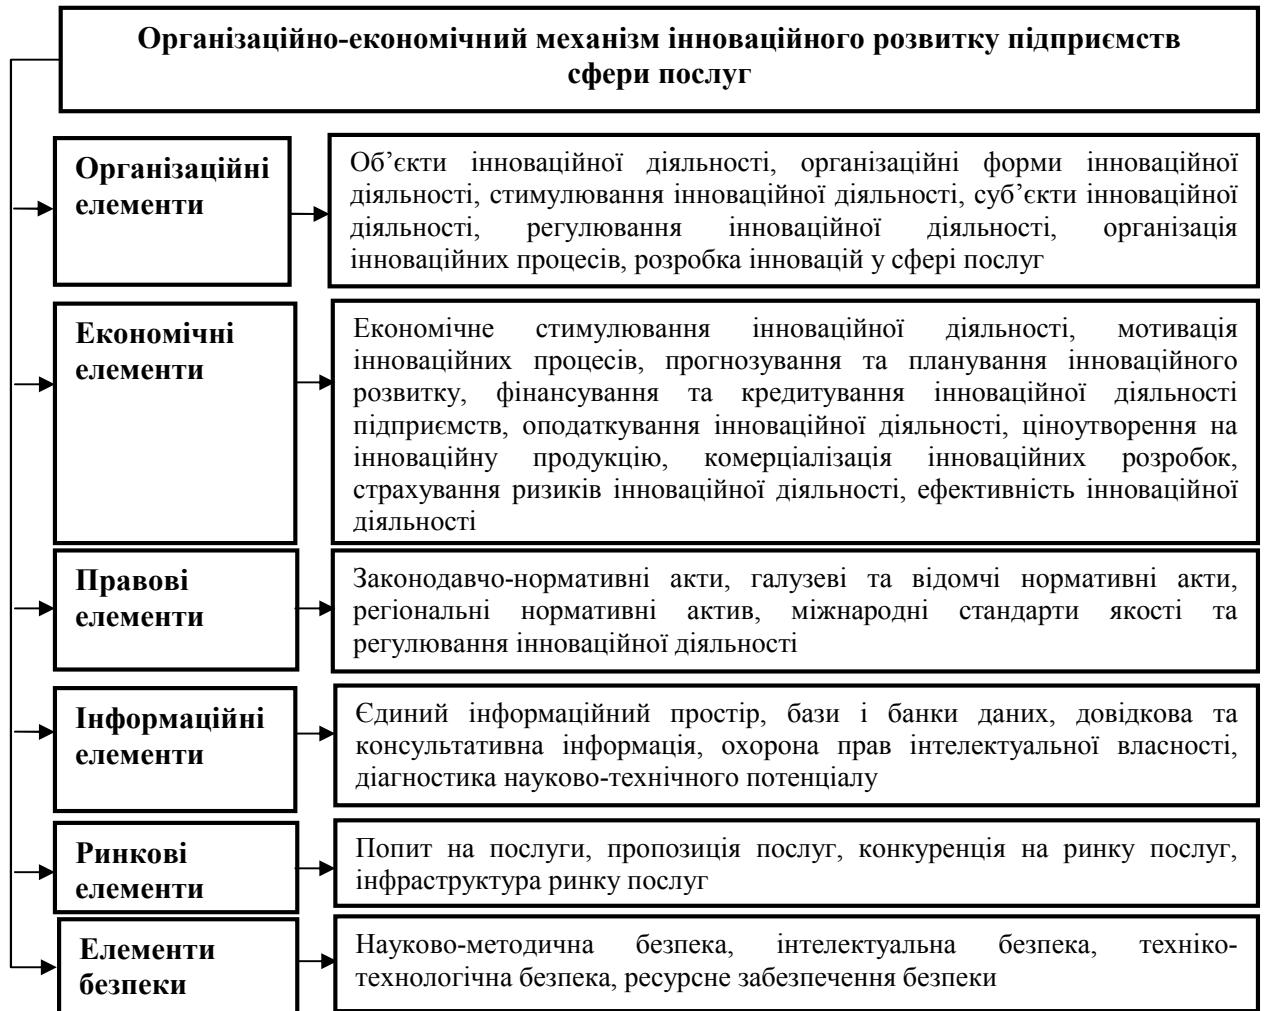 Організаційно-економічний механізм інноваційного розвитку підприємств
сфери послуг
Організаційні
елементи
Об’єкти інноваційної діяльності, організаційні форми інноваційної
діяльності, стимулювання інноваційної діяльності, суб’єкти інноваційної
діяльності, регулювання інноваційної діяльності, організація
інноваційних процесів, розробка інновацій у сфері послуг
Економічні
елементи
Економічне стимулювання інноваційної діяльності, мотивація
інноваційних процесів, прогнозування та планування інноваційного
розвитку, фінансування та кредитування інноваційної діяльності
підприємств, оподаткування інноваційної діяльності, ціноутворення на
інноваційну продукцію, комерціалізація інноваційних розробок,
страхування ризиків інноваційної діяльності, ефективність інноваційної
діяльності
Правові
елементи
Законодавчо-нормативні акти, галузеві та відомчі нормативні акти,
регіональні нормативні актив, міжнародні стандарти якості та
регулювання інноваційної діяльності
Інформаційні
елементи
Єдиний інформаційний простір, бази і банки даних, довідкова та
консультативна інформація, охорона прав інтелектуальної власності,
діагностика науково-технічного потенціалу
Ринкові
елементи
Попит на послуги, пропозиція послуг, конкуренція на ринку послуг,
інфраструктура ринку послуг
Елементи
безпеки
Науково-методична безпека, інтелектуальна безпека, техніко-
технологічна безпека, ресурсне забезпечення безпеки